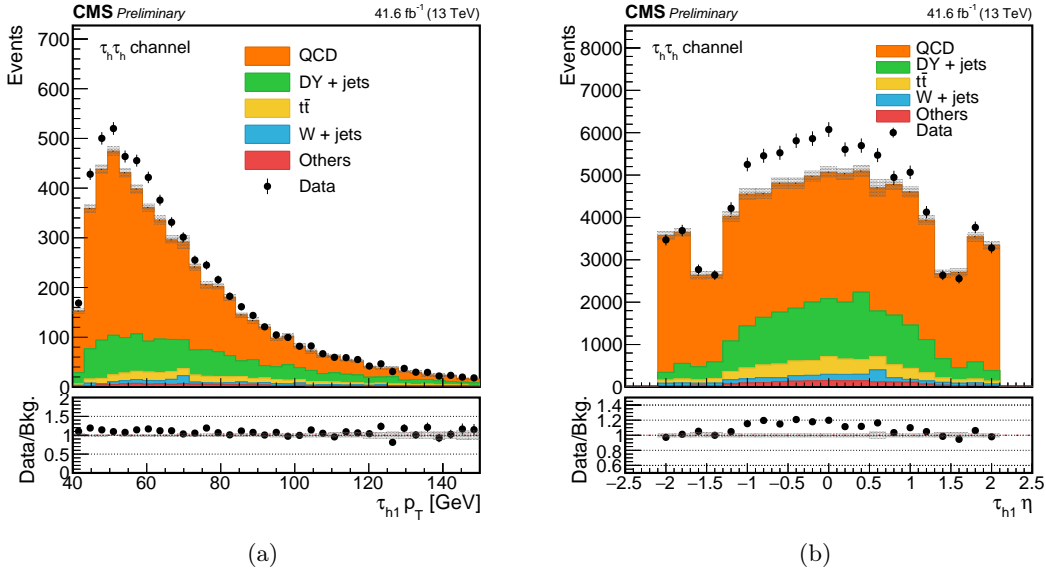 CMS Preliminary 41.6 fb⁻¹ (13 TeV)
Events
τₕτₕ channel
QCD
DY + jets
tt̄
W + jets
Others
Data
700
600
500
400
300
200
100
0
Data/Bkg.
2
1.5
1
0.5
0
40 60 80 100 120 140
τₕ₁ p_T [GeV]
(a)
CMS Preliminary 41.6 fb⁻¹ (13 TeV)
Events
τₕτₕ channel
QCD
DY + jets
tt̄
W + jets
Others
Data
8000
7000
6000
5000
4000
3000
2000
1000
0
Data/Bkg.
1.4
1.2
1
0.8
0.6
−2.5 −2 −1.5 −1 −0.5 0 0.5 1 1.5 2 2.5
τₕ₁ η
(b)